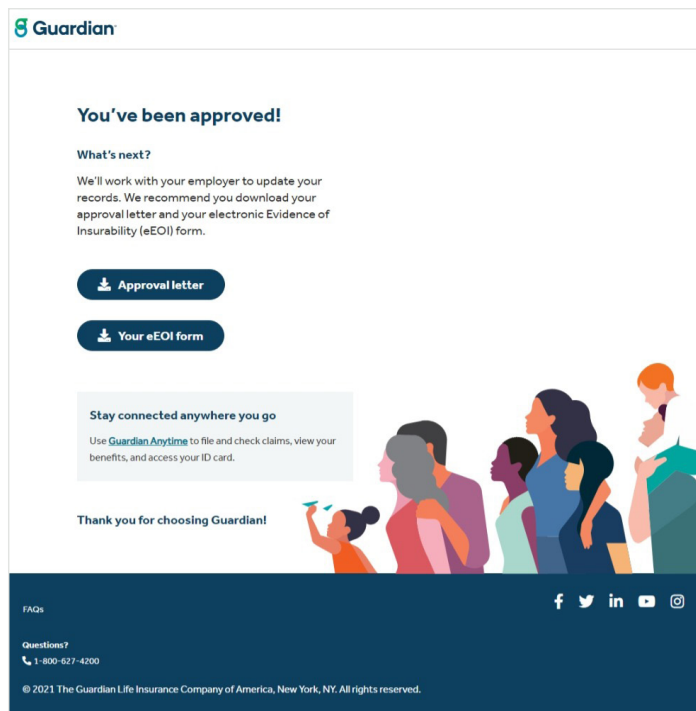 Guardian
You've been approved!
What's next?
We'll work with your employer to update your
records. We recommend you download your
approval letter and your electronic Evidence of
Insurability (eEOI) form.
Approval letter
Your eEOI form
Stay connected anywhere you go
Use Guardian Anytime to file and check claims, view your
benefits, and access your ID card.
Thank you for choosing Guardian!
FAQs
Questions?
1-800-627-4200
© 2021 The Guardian Life Insurance Company of America, New York, NY. All rights reserved.